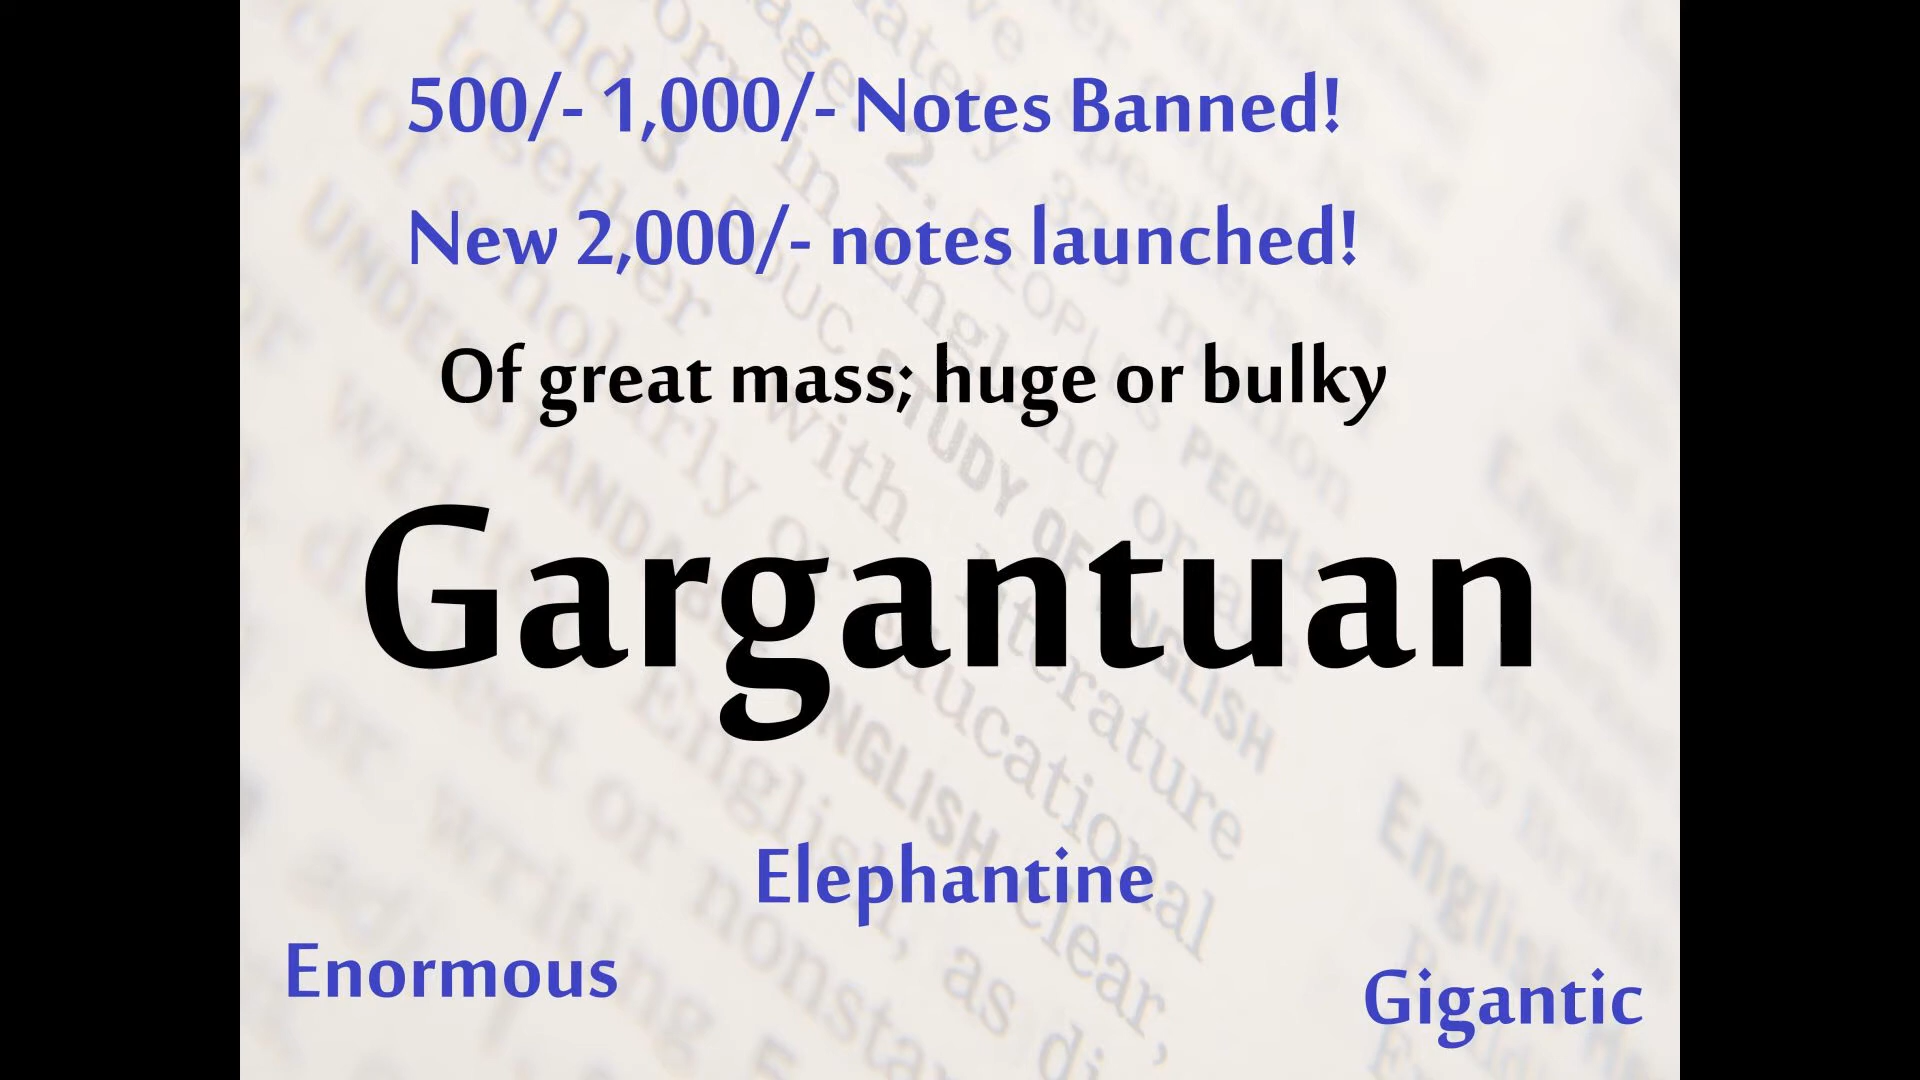 500/- 1,000/- Notes Banned!
New 2,000/- notes launched!
Of great mass; huge or bulky
Gargantuan
Elephantine
Enormous
Gigantic